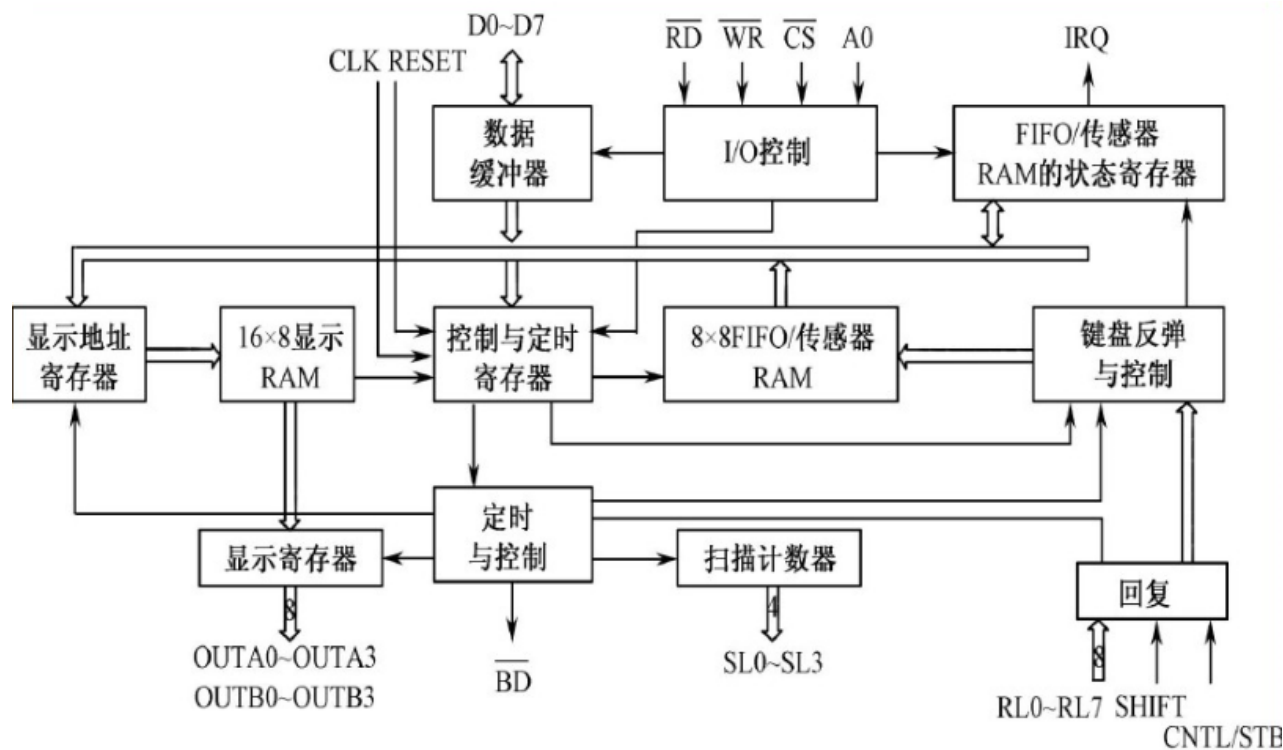 D0~D7
RD WR CS A0
IRQ
CLK RESET
数据
缓冲器
I/O控制
FIFO/传感器
RAM的状态寄存器
显示地址
寄存器
16×8显示
RAM
控制与定时
寄存器
8×8FIFO/传感器
RAM
键盘反弹
与控制
定时
与控制
显示寄存器
扫描计数器
回复
8
4
8
OUTA0~OUTA3
OUTB0~OUTB3
BD
SL0~SL3
RL0~RL7 SHIFT
CNTL/STB